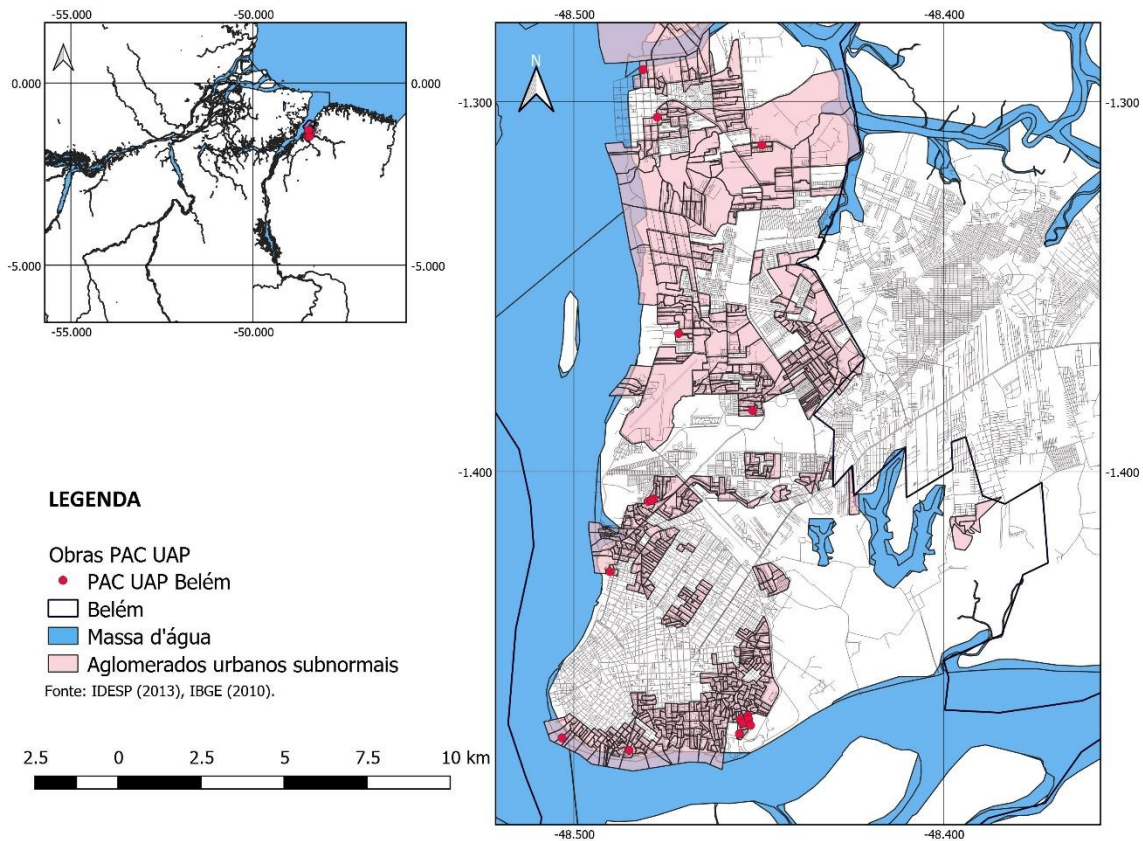 -55.000 -50.000
0.000 0.000
-5.000 -5.000
-55.000 -50.000
-48.500 -48.400
N
-1.300 -1.300
-1.400 -1.400
-48.500 -48.400
LEGENDA
Obras PAC UAP
PAC UAP Belém
Belém
Massa d'água
Aglomerados urbanos subnormais
Fonte: IDESP (2013), IBGE (2010).
2.5 0 2.5 5 7.5 10 km